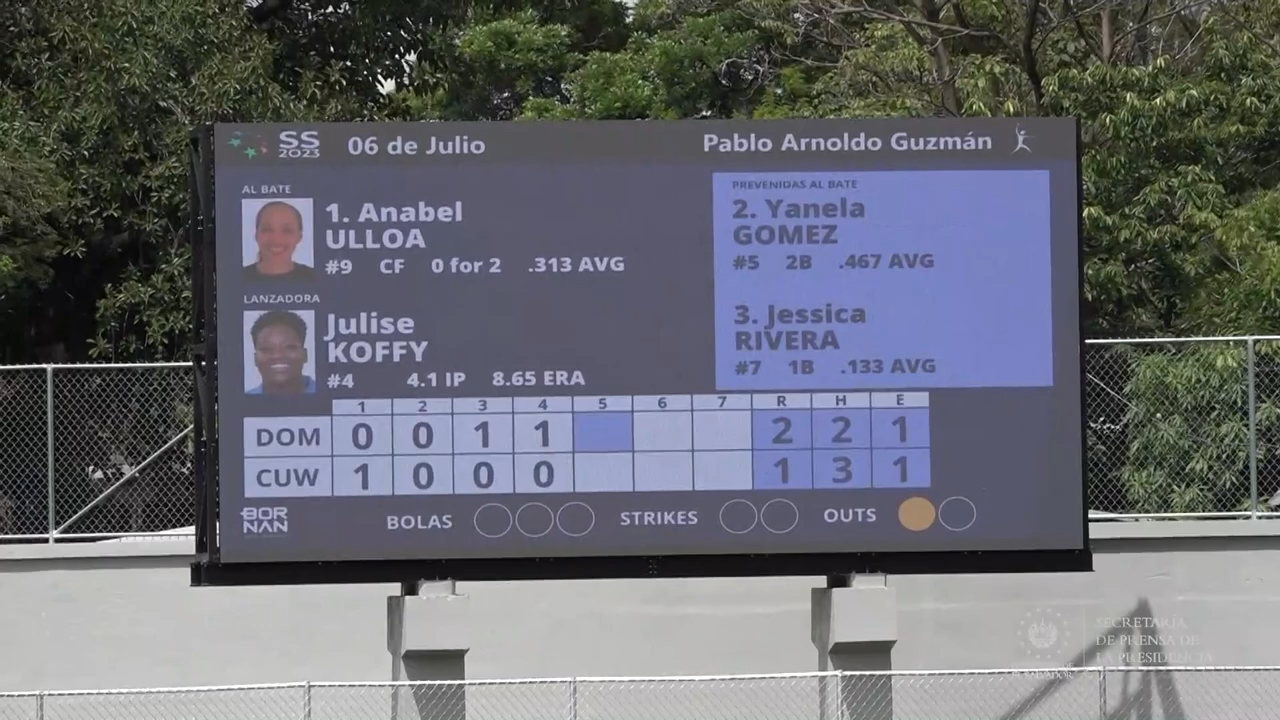 SS
2023
06 de Julio
Pablo Arnoldo Guzmán
AL BATE
1. Anabel
ULLOA
#9 CF 0 for 2 .313 AVG
LANZADORA
Julise
KOFFY
#4 4.1 IP 8.65 ERA
PREVENIDAS AL BATE
2. Yanela
GOMEZ
#5 2B .467 AVG
3. Jessica
RIVERA
#7 1B .133 AVG
1 2 3 4 5 6 7 R H E
DOM 0 0 1 1 2 2 1
CUW 1 0 0 0 1 3 1
BOR
NAN
BOLAS STRIKES OUTS
SECRETARÍA
DE PRENSA DE
LA PRESIDENCIA